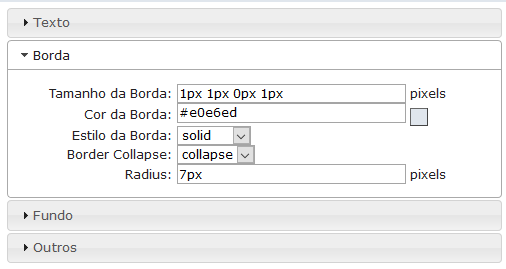 Texto
Borda
Tamanho da Borda: 1px 1px 0px 1px pixels
Cor da Borda: #e0e6ed
Estilo da Borda: solid
Border Collapse: collapse
Radius: 7px pixels
Fundo
Outros